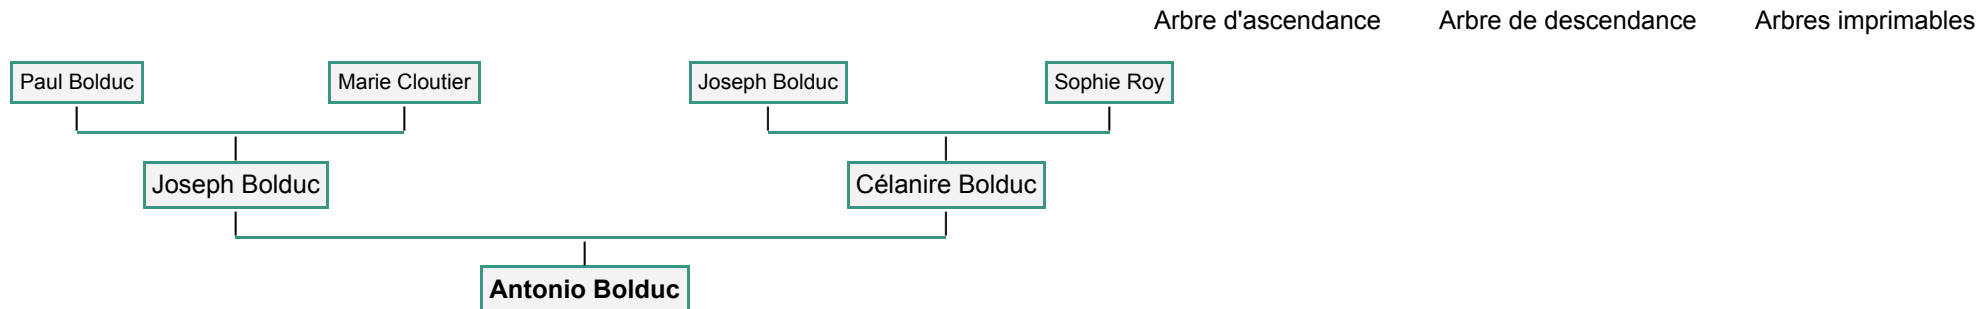 Arbre d'ascendance Arbre de descendance Arbres imprimables
Paul Bolduc Marie Cloutier Joseph Bolduc Sophie Roy
Joseph Bolduc Célanire Bolduc
Antonio Bolduc